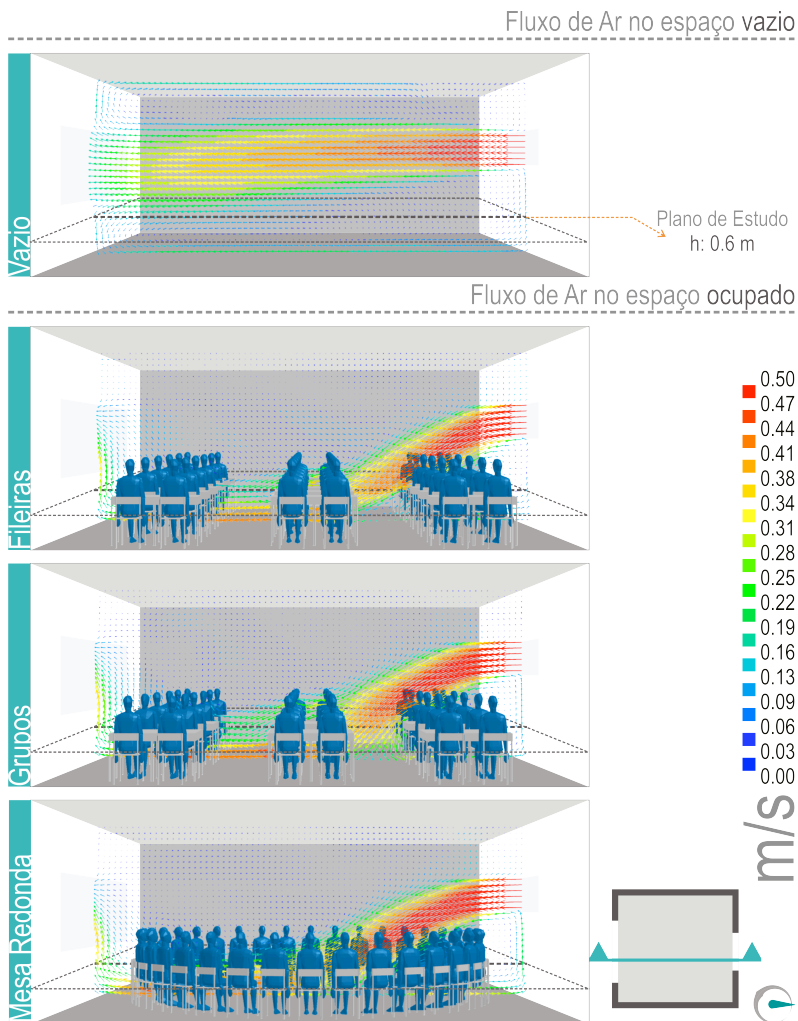 Fluxo de Ar no espaço vazio
Vazio
Plano de Estudo
h: 0.6 m
Fluxo de Ar no espaço ocupado
Fileiras
Grupos
Mesa Redonda
0.50
0.47
0.44
0.41
0.38
0.34
0.31
0.28
0.25
0.22
0.19
0.16
0.13
0.09
0.06
0.03
0.00
m/s